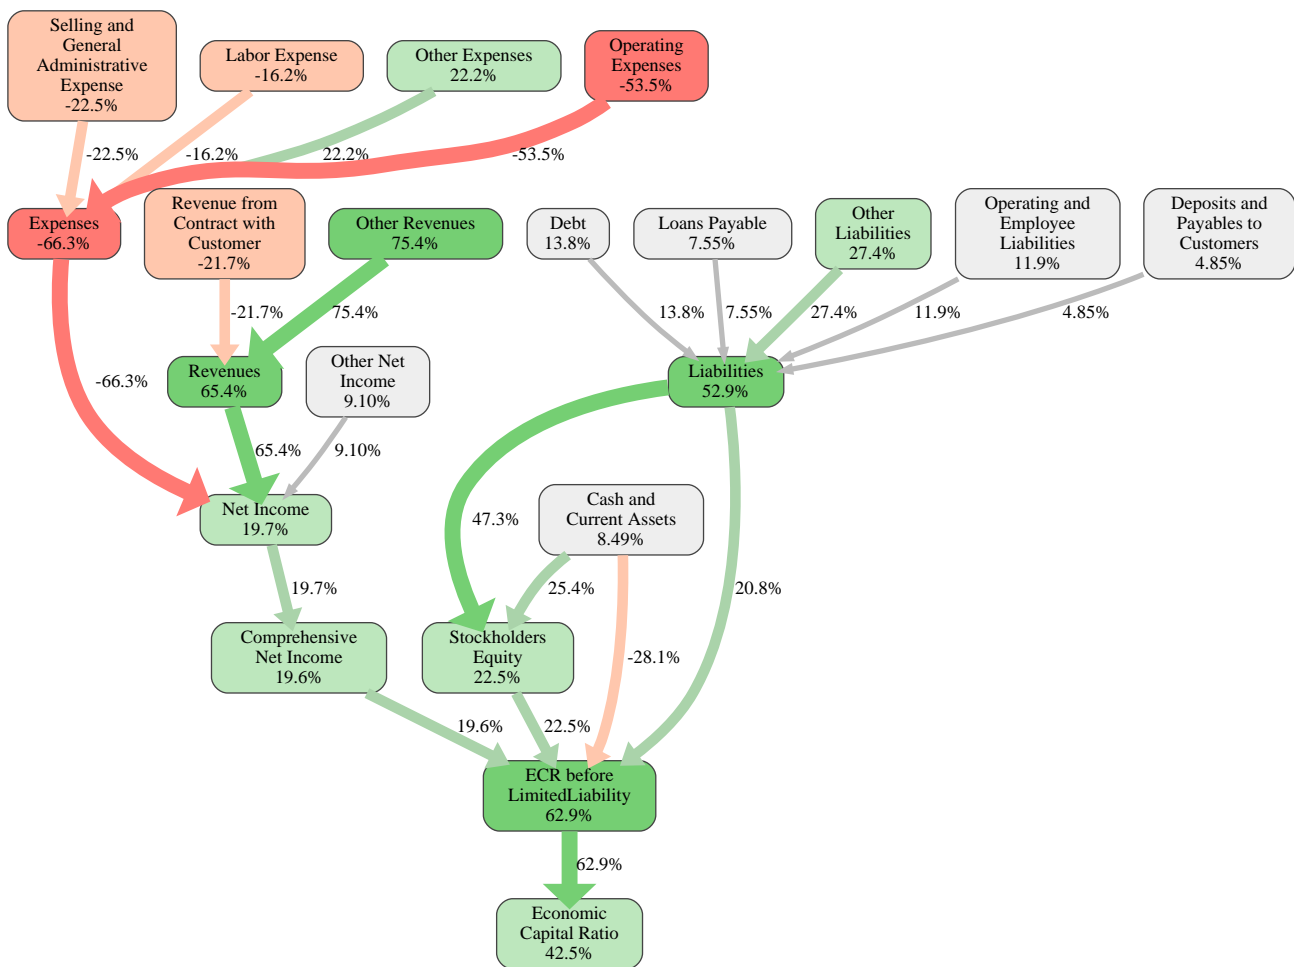 Selling and
General
Administrative
Expense
-22.5%
Labor Expense
-16.2%
Other Expenses
22.2%
Operating
Expenses
-53.5%
-22.5%
-16.2%
22.2%
-53.5%
Expenses
-66.3%
Revenue from
Contract with
Customer
-21.7%
Other Revenues
75.4%
Debt
13.8%
Loans Payable
7.55%
Other
Liabilities
27.4%
Operating and
Employee
Liabilities
11.9%
Deposits and
Payables to
Customers
4.85%
-21.7%
75.4%
13.8%
7.55%
27.4%
11.9%
4.85%
-66.3%
Revenues
65.4%
Other Net
Income
9.10%
Liabilities
52.9%
65.4%
9.10%
Net Income
19.7%
47.3%
Cash and
Current Assets
8.49%
19.7%
25.4%
20.8%
Comprehensive
Net Income
19.6%
Stockholders
Equity
22.5%
-28.1%
19.6%
22.5%
ECR before
LimitedLiability
62.9%
62.9%
Economic
Capital Ratio
42.5%